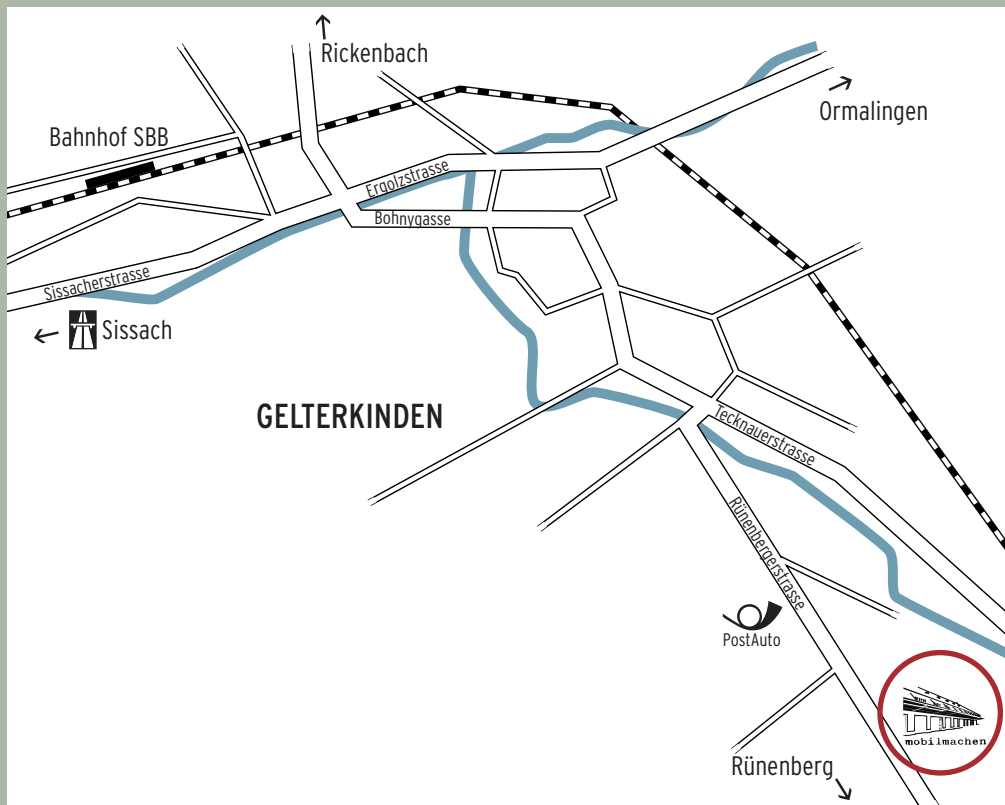 Rickenbach
Ormalingen
Bahnhof SBB
Ergolzstrasse
Bohnygasse
Sissacherstrasse
Sissach
GELTERKINDEN
Tecknauerstrasse
Rünenbergerstrasse
PostAuto
mobilmachen
Rünenberg